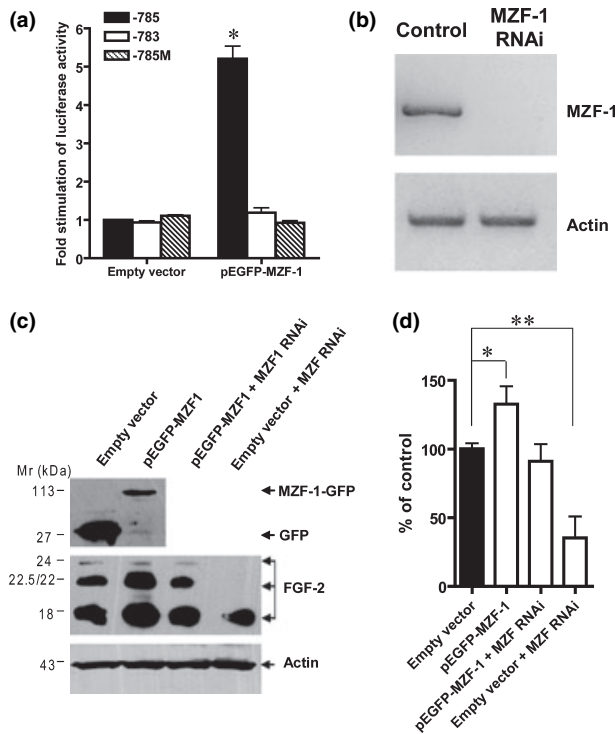 (a)
Fold stimulation of luciferase activity
6
5
4
3
2
1
0
-785
-783
-785M
*
Empty vector
pEGFP-MZF-1
(b)
Control
MZF-1
RNAi
MZF-1
Actin
(c)
Empty vector
pEGFP-MZF1
pEGFP-MZF1 + MZF1 RNAi
Empty vector + MZF RNAi
Mr (kDa)
113
27
24
22.5/22
18
43
MZF-1-GFP
GFP
FGF-2
Actin
(d)
**
*
% of control
150
100
50
0
Empty vector
pEGFP-MZF-1
pEGFP-MZF-1 + MZF RNAi
Empty vector + MZF RNAi